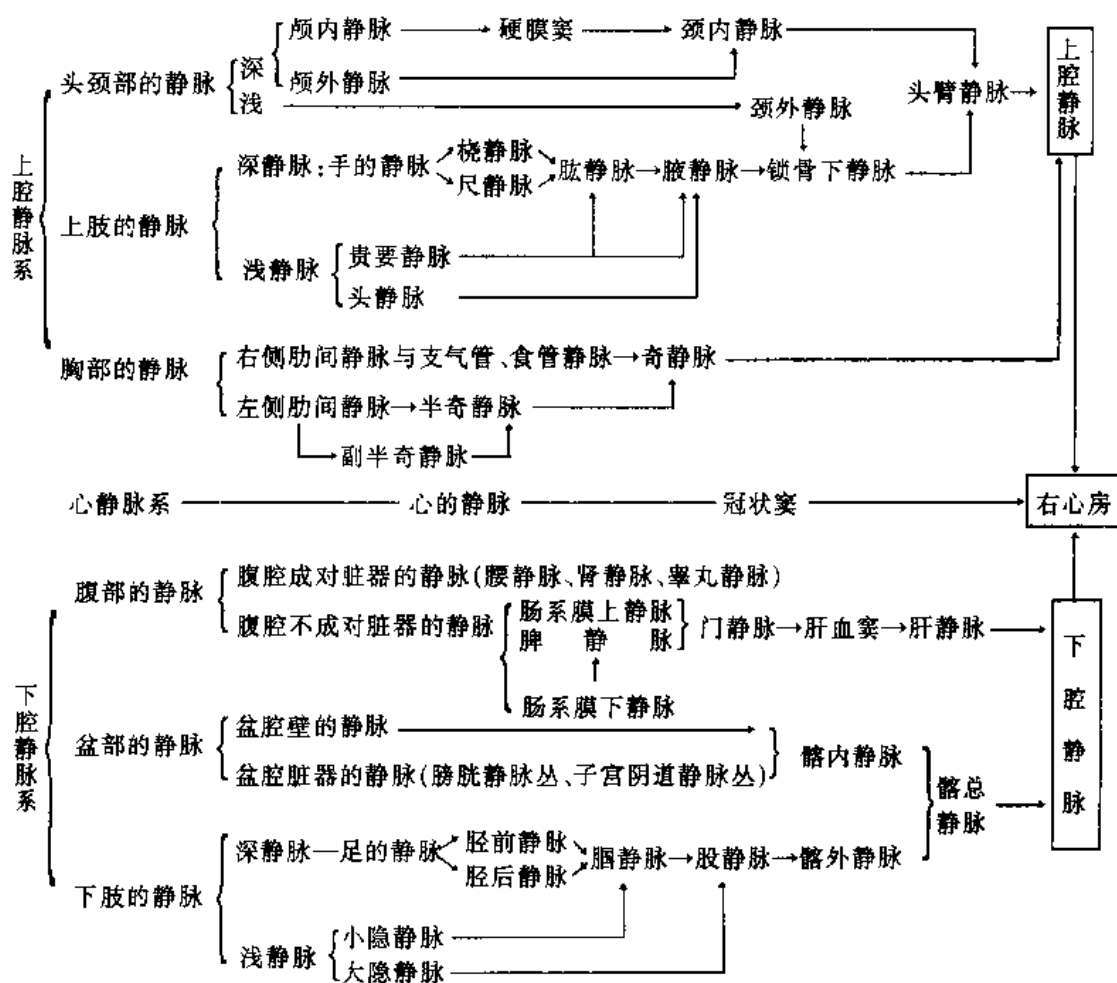 颅内静脉 → 硬膜窦 → 颈内静脉
上腔静脉
头颈部的静脉 深 颅外静脉
浅 颈外静脉 头臂静脉 →
上腔静脉系
深静脉:手的静脉 桡静脉 尺静脉 肱静脉→腋静脉→锁骨下静脉
上肢的静脉
浅静脉 贵要静脉
头静脉
胸部的静脉 右侧肋间静脉与支气管、食管静脉→奇静脉
左侧肋间静脉→半奇静脉
副半奇静脉
心静脉系 心的静脉 冠状窦 右心房
腹部的静脉 腹腔成对脏器的静脉(腰静脉、肾静脉、睾丸静脉)
腹腔不成对脏器的静脉 肠系膜上静脉 脾静脉 门静脉→肝血窦→肝静脉
下腔静脉
肠系膜下静脉
下腔静脉系
盆部的静脉 盆腔壁的静脉
盆腔脏器的静脉(膀胱静脉丛、子宫阴道静脉丛) 髂内静脉
髂总静脉
深静脉—足的静脉 胫前静脉 胫后静脉 腘静脉→股静脉→髂外静脉
下肢的静脉
浅静脉 小隐静脉
大隐静脉